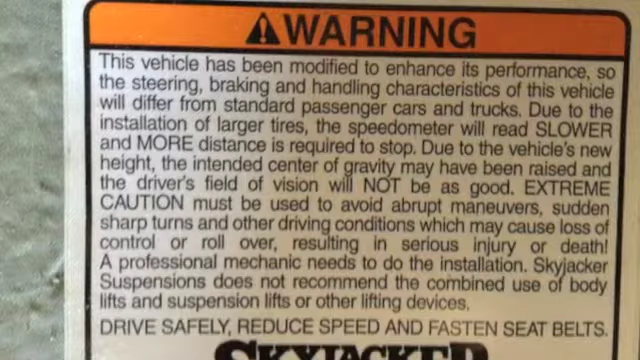 WARNING
This vehicle has been modified to enhance its performance, so
the steering, braking and handling characteristics of this vehicle
will differ from standard passenger cars and trucks. Due to the
installation of larger tires, the speedometer will read SLOWER
and MORE distance is required to stop. Due to the vehicle's new
height, the intended center of gravity may have been raised and
the driver's field of vision will NOT be as good. EXTREME
CAUTION must be used to avoid abrupt maneuvers, sudden
sharp turns and other driving conditions which may cause loss of
control or roll over, resulting in serious injury or death!
A professional mechanic needs to do the installation. Skyjacker
Suspensions does not recommend the combined use of body
lifts and suspension lifts or other lifting devices.
DRIVE SAFELY, REDUCE SPEED AND FASTEN SEAT BELTS.
SKYJACKER